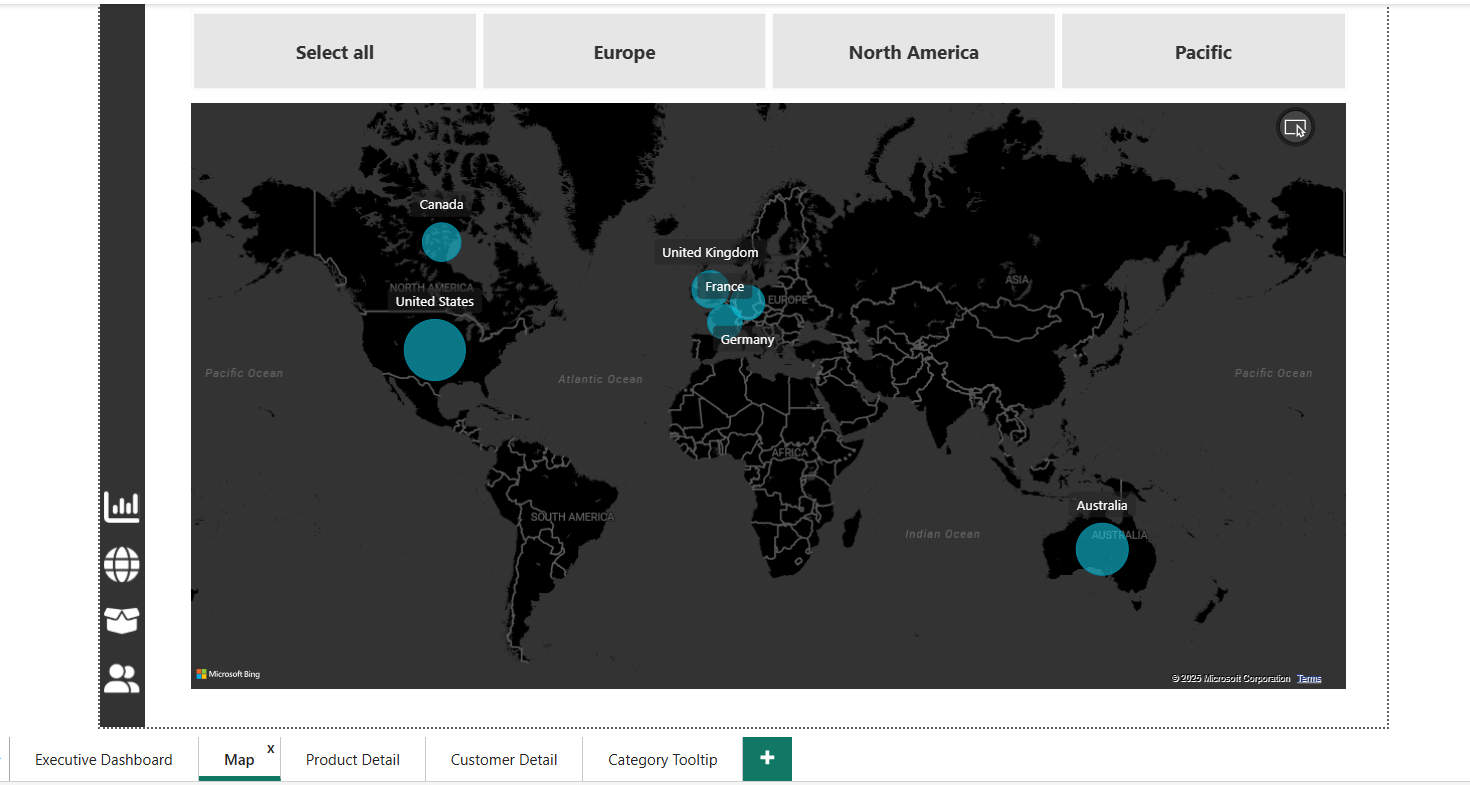 Select all
Europe
North America
Pacific
Canada
United Kingdom
NORTH AMERICA
France
ASIA
United States
EUROPE
Germany
Pacific Ocean
Atlantic Ocean
Pacific Ocean
AFRICA
Australia
SOUTH AMERICA
Indian Ocean
AUSTRALIA
Microsoft Bing
© 2025 Microsoft Corporation Terms
Executive Dashboard
Map
x
Product Detail
Customer Detail
Category Tooltip
+